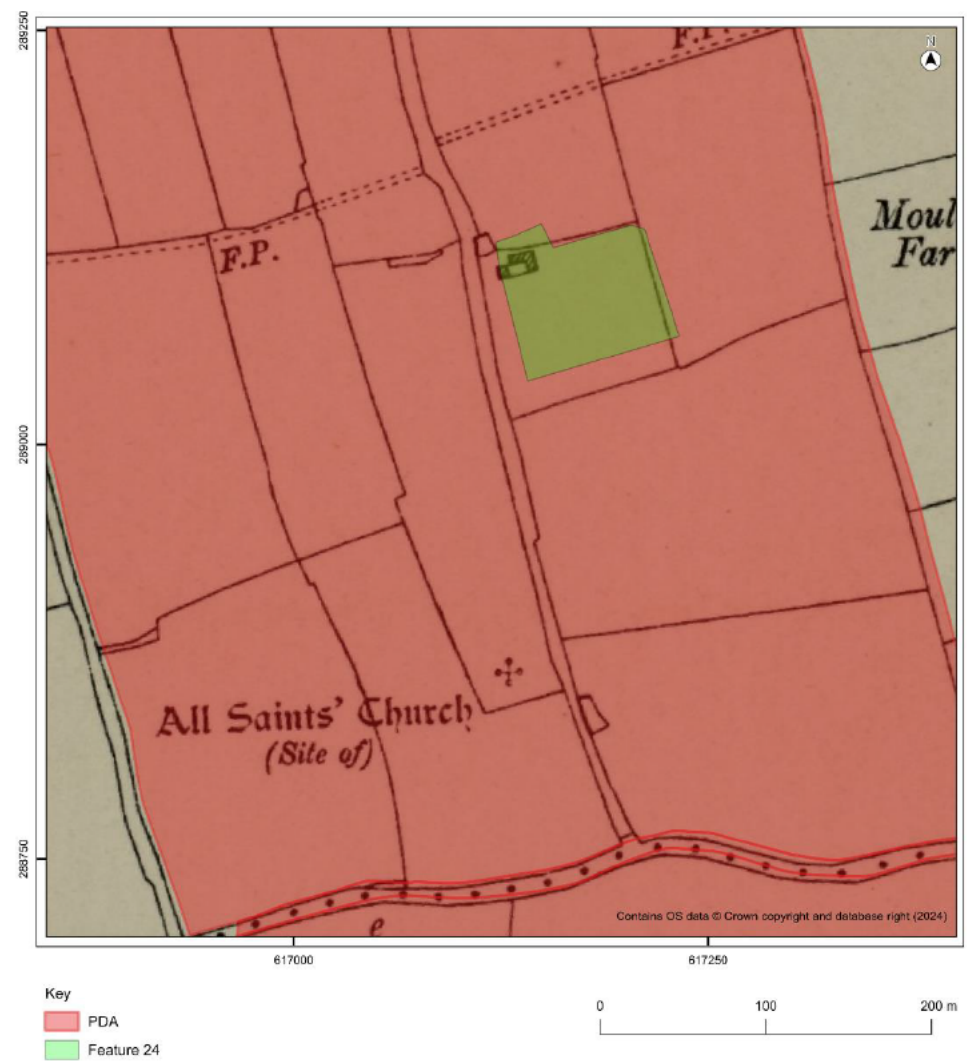 289250
N
F.P.
Moul
Far
F.P.
289000
All Saints' Church
(Site of)
288750
e
Contains OS data © Crown copyright and database right (2024)
617000
617250
Key
PDA
Feature 24
0
100
200 m